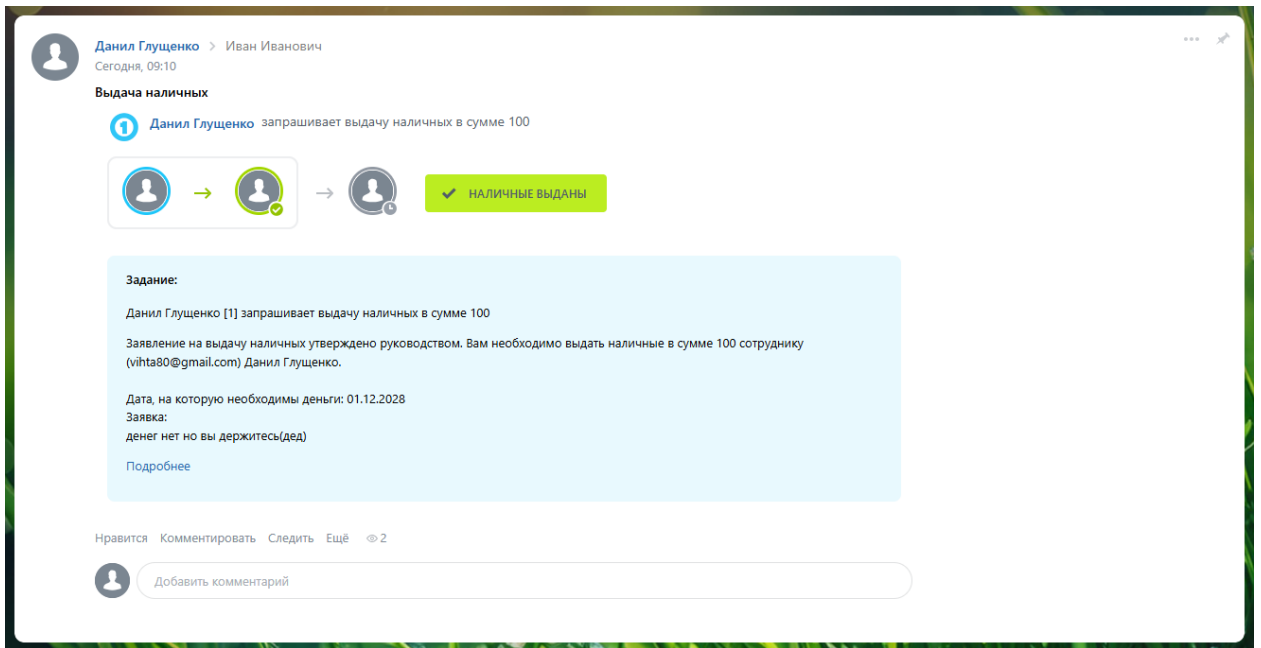 Данил Глущенко > Иван Иванович
Сегодня, 09:10
Выдача наличных
1 Данил Глущенко запрашивает выдачу наличных в сумме 100
НАЛИЧНЫЕ ВЫДАНЫ
Задание:
Данил Глущенко [1] запрашивает выдачу наличных в сумме 100
Заявление на выдачу наличных утверждено руководством. Вам необходимо выдать наличные в сумме 100 сотруднику
(vihta80@gmail.com) Данил Глущенко.
Дата, на которую необходимы деньги: 01.12.2028
Заявка:
денег нет но вы держитесь(дед)
Подробнее
Нравится Комментировать Следить Ещё 2
Добавить комментарий